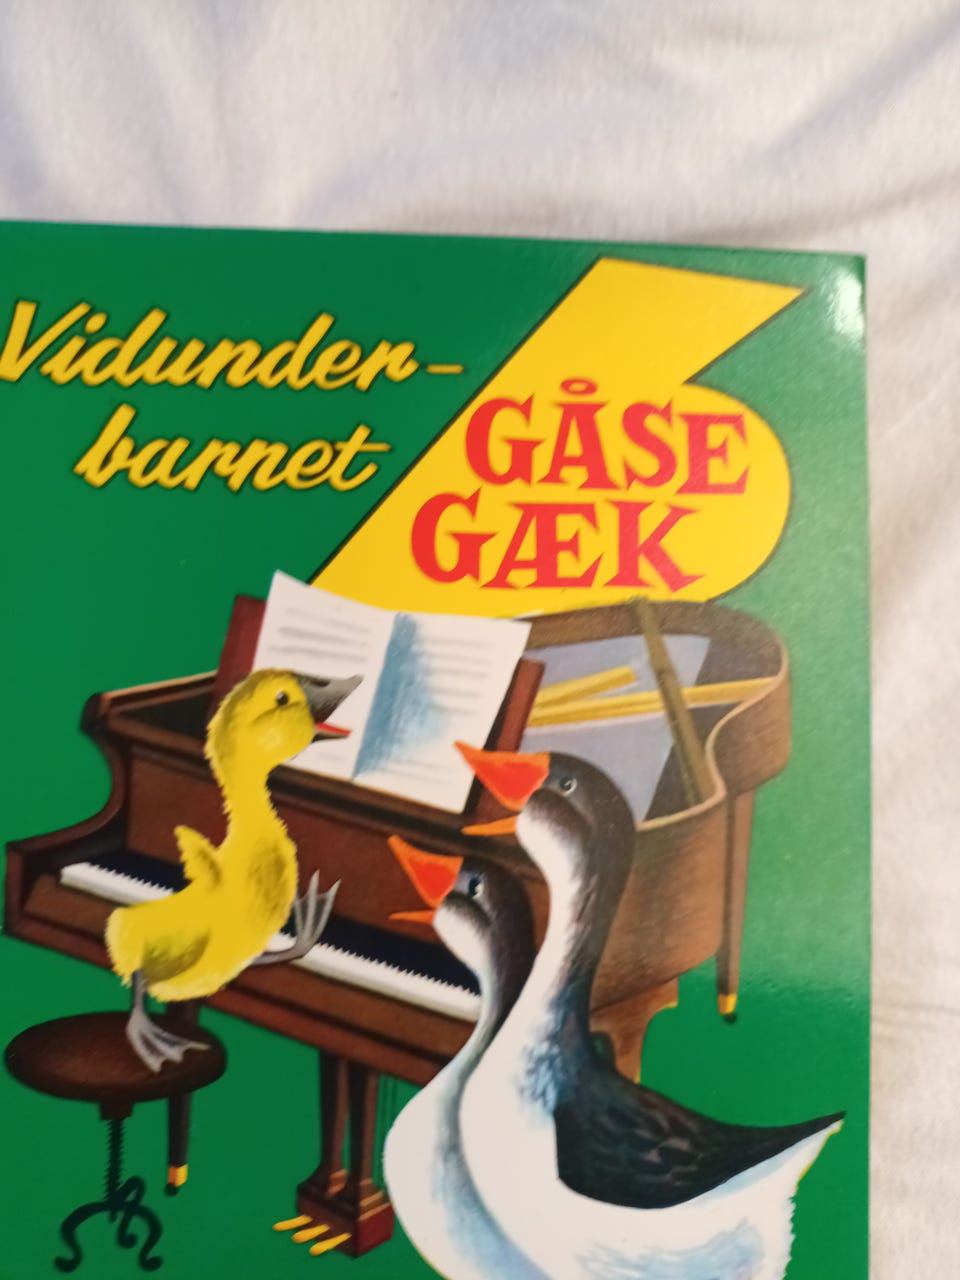 Vidunder-
barnet
GÅSE
GÆK